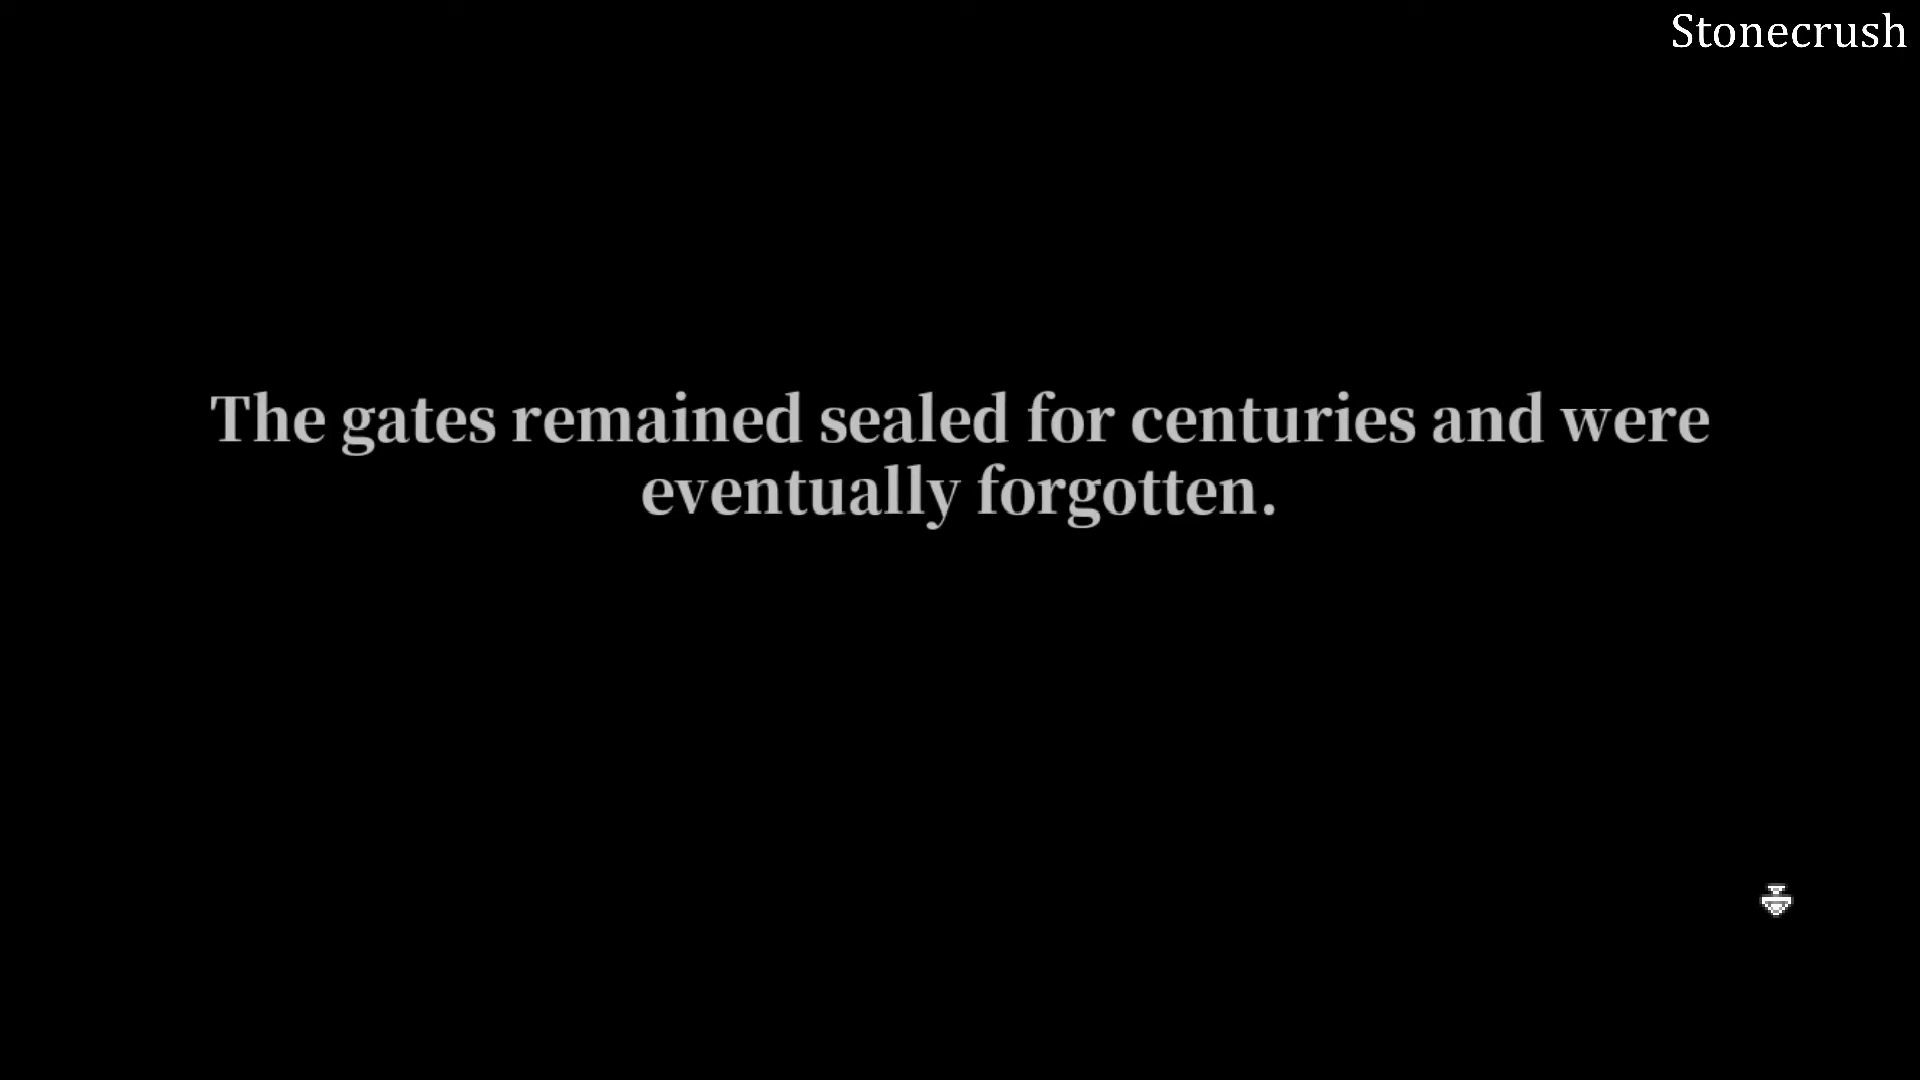 Stonecrush
The gates remained sealed for centuries and were
eventually forgotten.